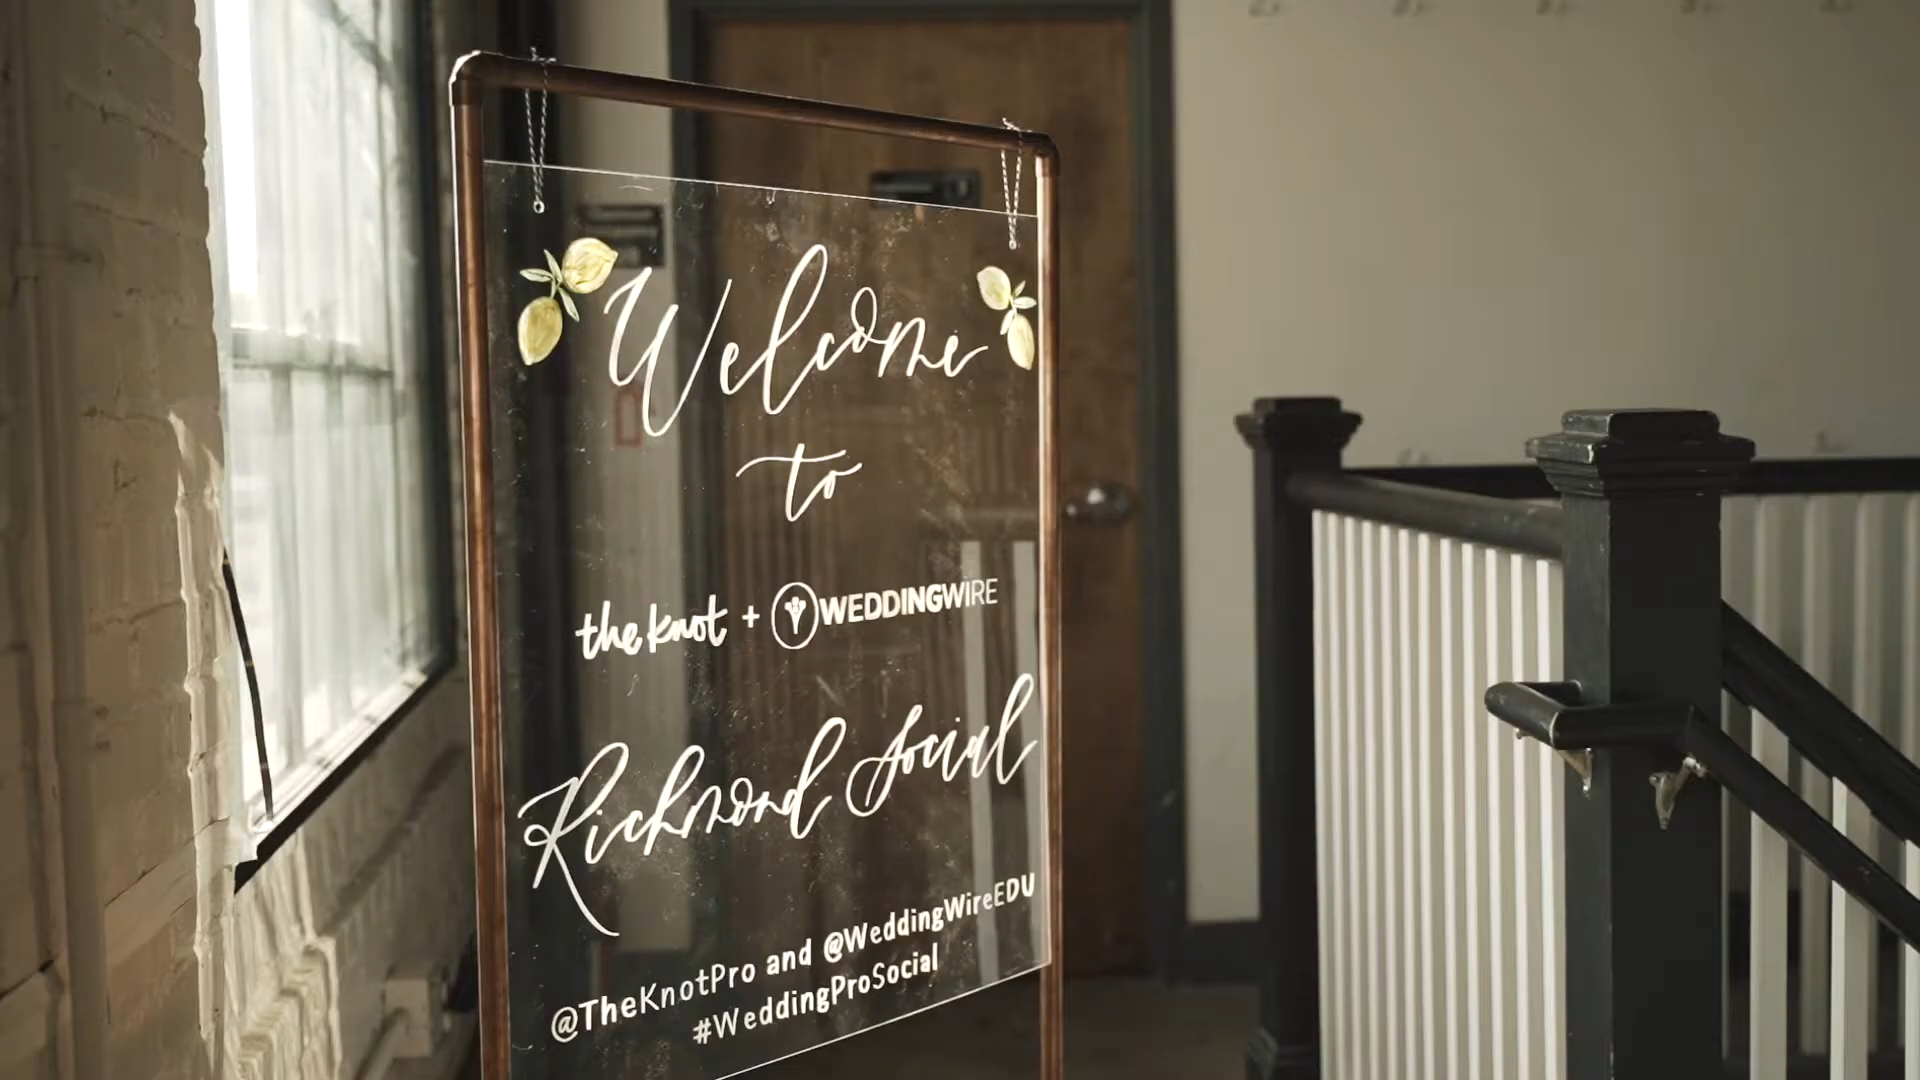 Welcome
to
the knot + WEDDINGWIRE
Richmond Social
@TheKnotPro and @WeddingWireEDU
#WeddingProSocial